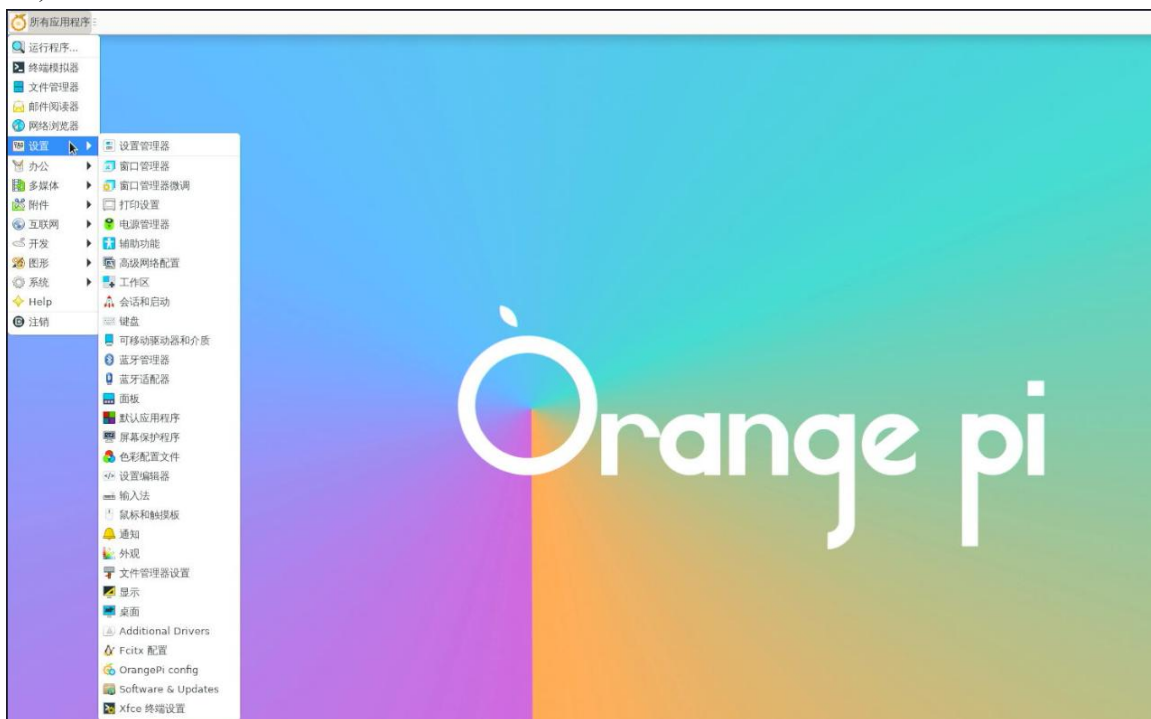 所有应用程序
运行程序...
终端模拟器
文件管理器
邮件阅读器
网络浏览器
设置
办公
多媒体
附件
互联网
开发
图形
系统
Help
注销
设置管理器
窗口管理器
窗口管理器微调
打印设置
电源管理器
辅助功能
高级网络配置
工作区
会话和启动
键盘
可移动驱动器和介质
蓝牙管理器
蓝牙适配器
面板
默认应用程序
屏幕保护程序
色彩配置文件
设置编辑器
输入法
鼠标和触摸板
通知
外观
文件管理器设置
显示
桌面
Additional Drivers
Fcitx 配置
OrangePi config
Software & Updates
Xfce 终端设置
Orange pi